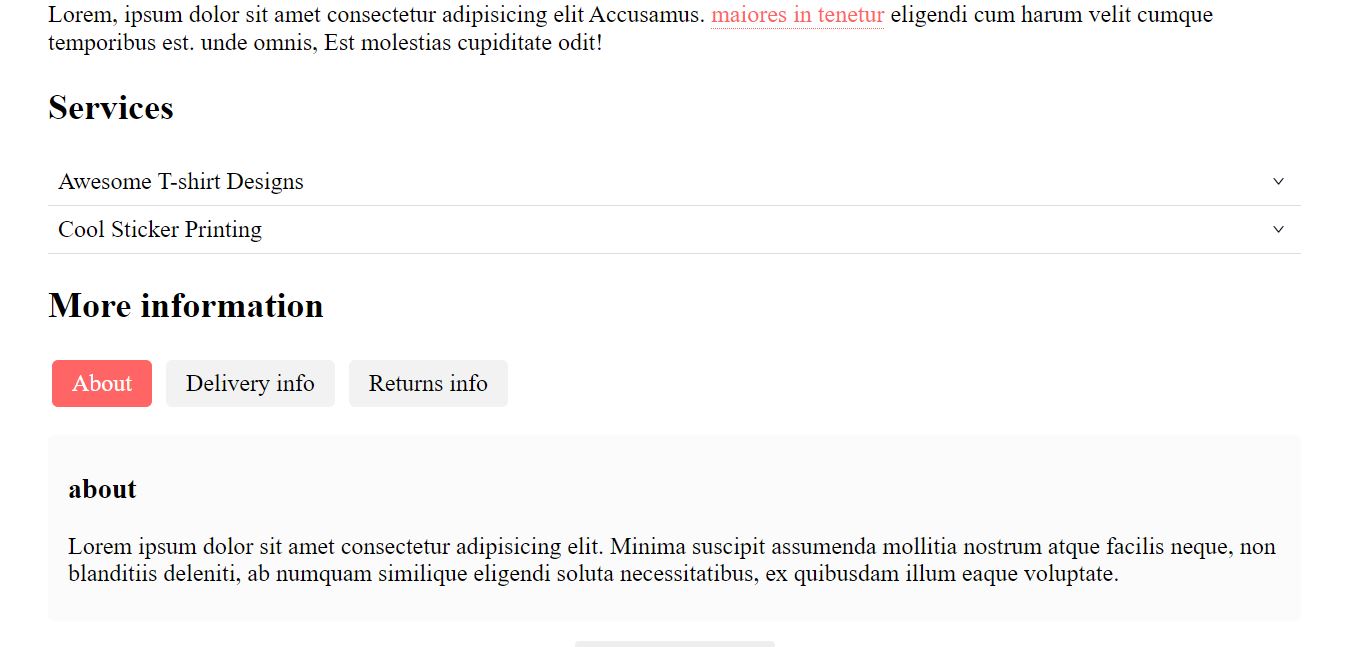 Lorem, ipsum dolor sit amet consectetur adipisicing elit Accusamus. maiores in tenetur eligendi cum harum velit cumque
temporibus est. unde omnis, Est molestias cupiditate odit!
Services
Awesome T-shirt Designs
Cool Sticker Printing
More information
About Delivery info Returns info
about
Lorem ipsum dolor sit amet consectetur adipisicing elit. Minima suscipit assumenda mollitia nostrum atque facilis neque, non
blanditiis deleniti, ab numquam similique eligendi soluta necessitatibus, ex quibusdam illum eaque voluptate.